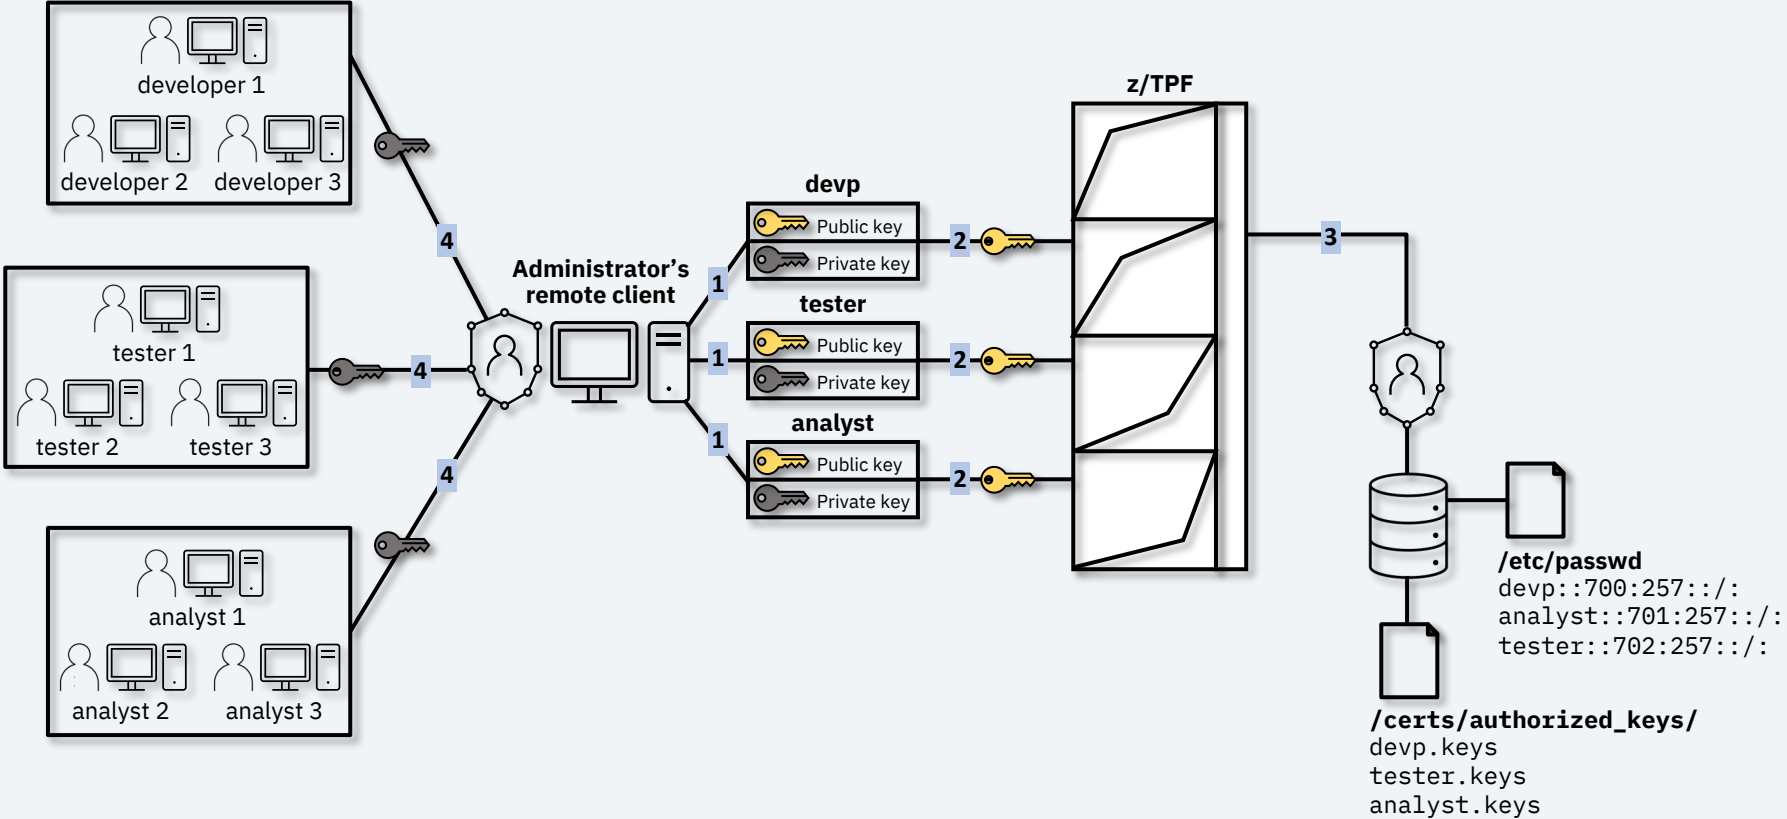 developer 1
developer 2
developer 3
tester 1
tester 2
tester 3
analyst 1
analyst 2
analyst 3
4
4
4
Administrator's
remote client
1
1
1
devp
Public key
Private key
tester
Public key
Private key
analyst
Public key
Private key
2
2
2
z/TPF
3
/etc/passwd
devp::700:257::/:
analyst::701:257::/:
tester::702:257::/:
/certs/authorized_keys/
devp.keys
tester.keys
analyst.keys